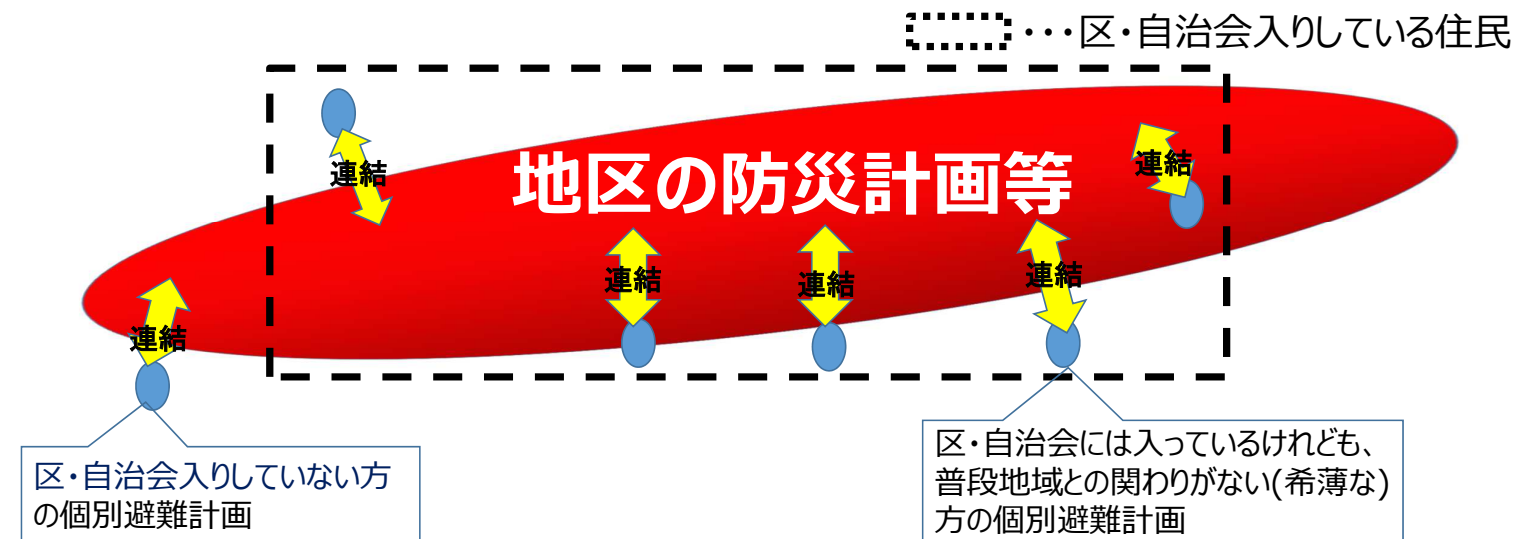 ・・・区・自治会入りしている住民
地区の防災計画等
連結
連結
連結
連結
連結
連結
区・自治会入りしていない方
の個別避難計画
区・自治会には入っているけれども、
普段地域との関わりがない(希薄な)
方の個別避難計画